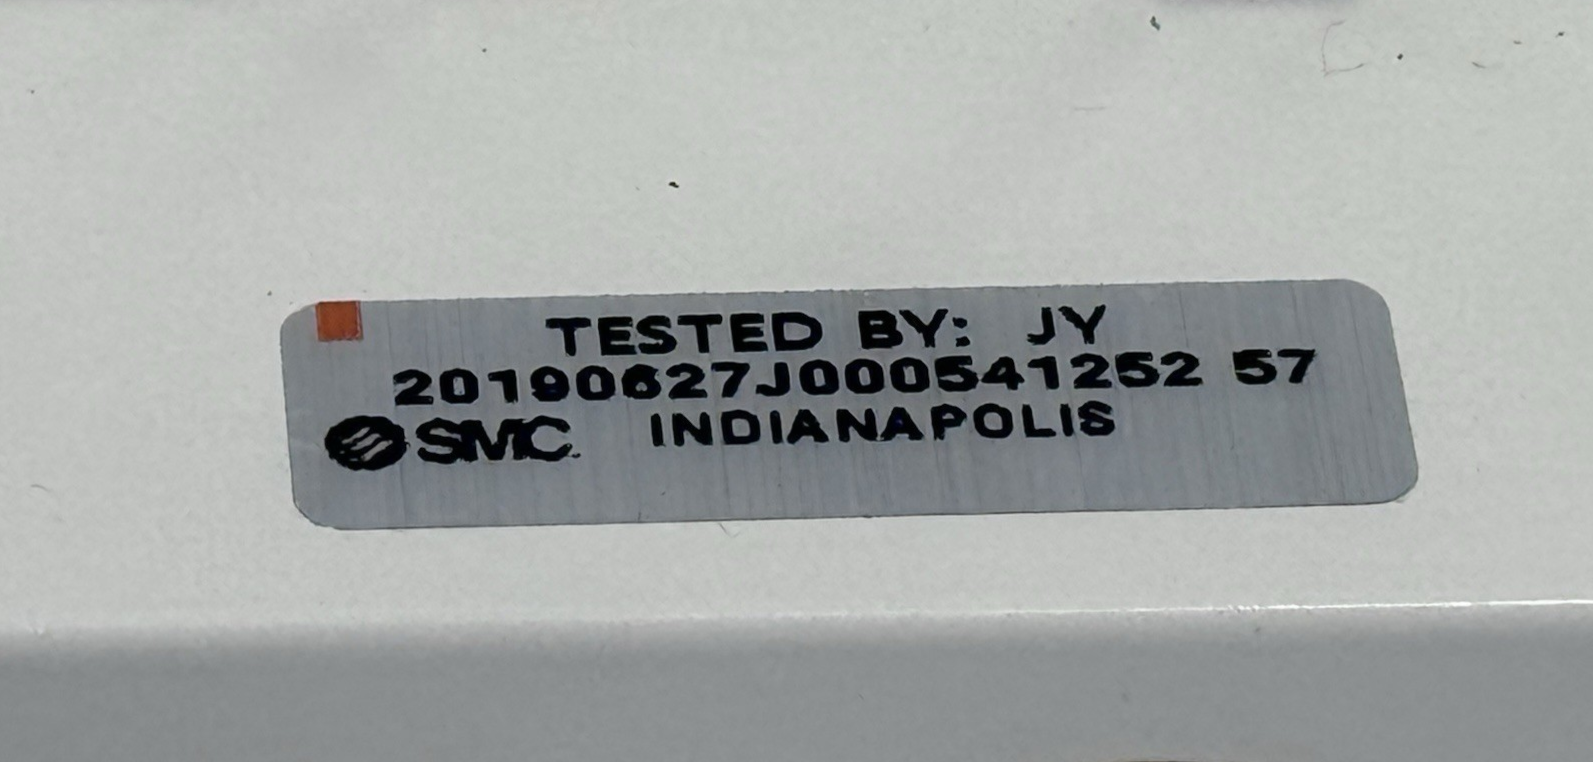 TESTED BY: JY
20190627J000541252 57
SMC. INDIANAPOLIS